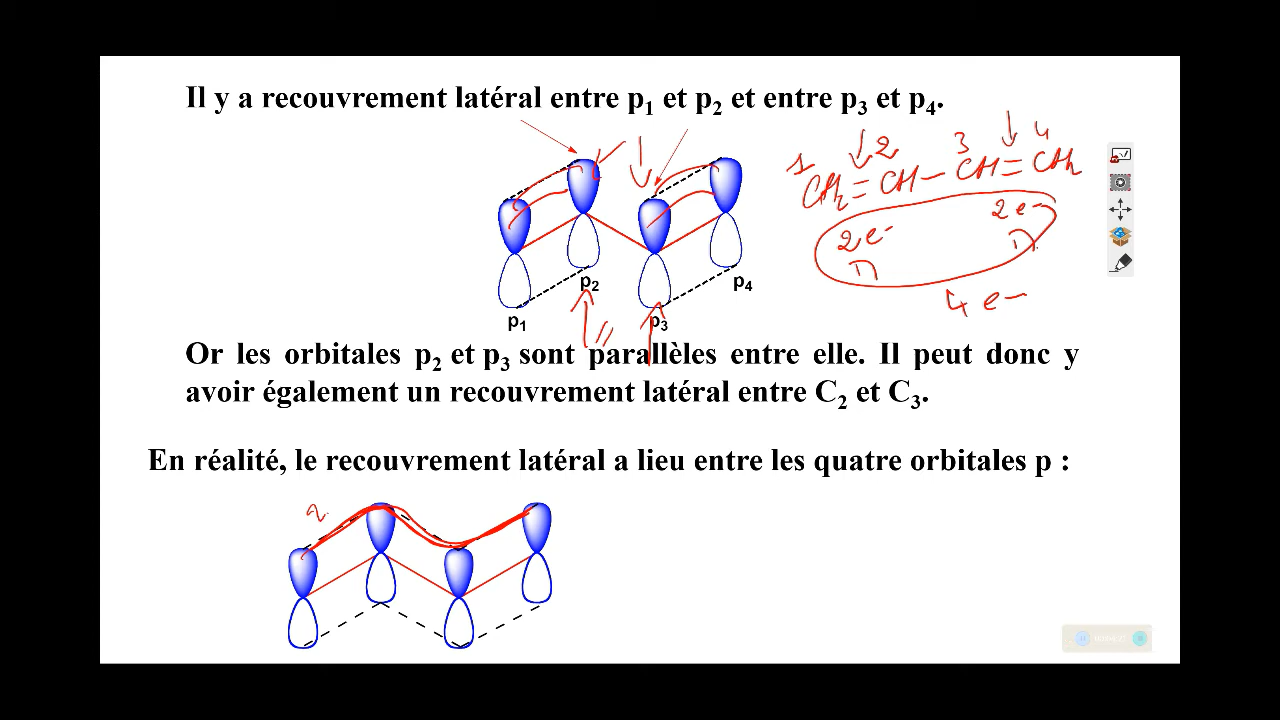 Il y a recouvrement latéral entre p₁ et p₂ et entre p₃ et p₄.
1 2 3 4
CH₂ = CH — CH = CH₂
2 e- 2 e-
π π
4 e-
p₂ p₄
p₁ p₃
//
Or les orbitales p₂ et p₃ sont parallèles entre elle. Il peut donc y
avoir également un recouvrement latéral entre C₂ et C₃.
En réalité, le recouvrement latéral a lieu entre les quatre orbitales p :